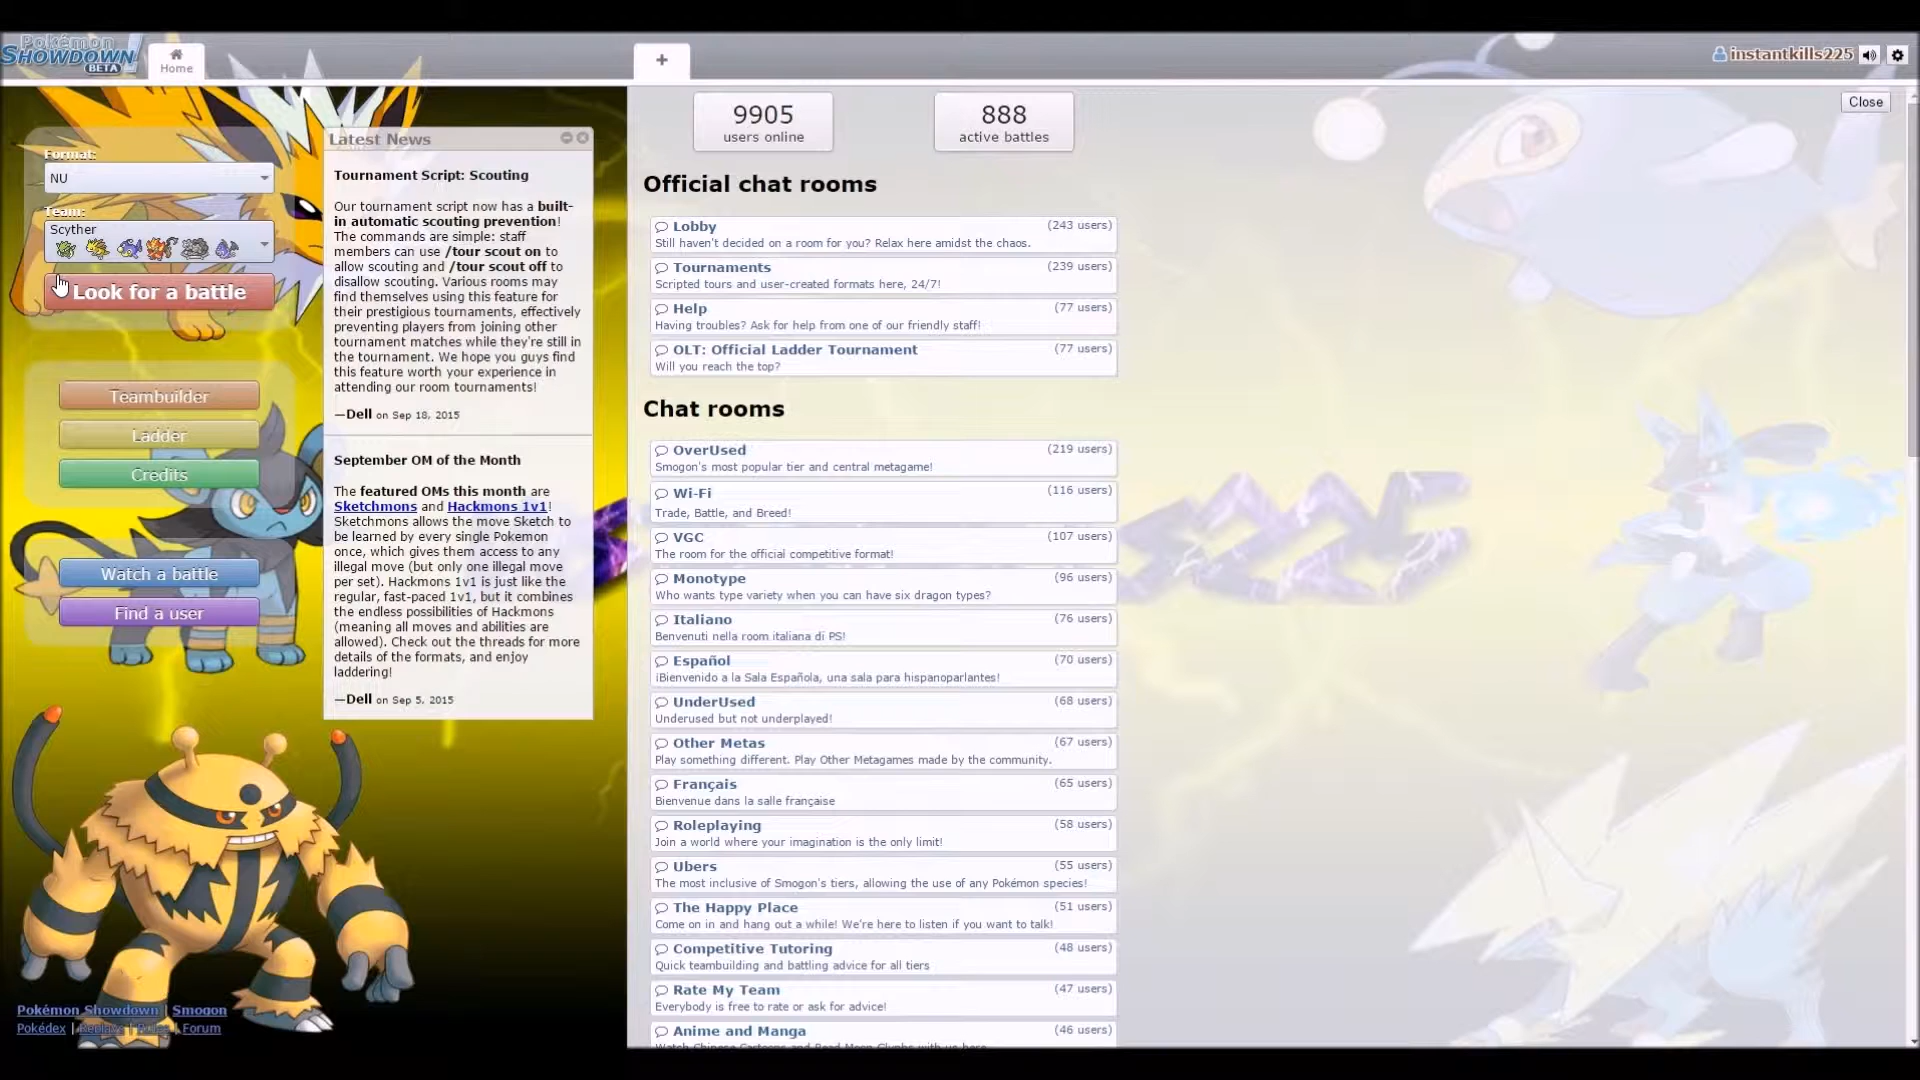 Pokémon
SHOWDOWN!
BETA
Home
+
instantkills225
Format:
NU
Team:
Scyther
Look for a battle
Teambuilder
Ladder
Credits
Watch a battle
Find a user
Pokémon Showdown | Smogon
Pokédex | Replays | Rules | Forum
Latest News
Tournament Script: Scouting
Our tournament script now has a built-
in automatic scouting prevention!
The commands are simple: staff
members can use /tour scout on to
allow scouting and /tour scout off to
disallow scouting. Various rooms may
find themselves using this feature for
their prestigious tournaments, effectively
preventing players from joining other
tournament matches while they're still in
the tournament. We hope you guys find
this feature worth your experience in
attending our room tournaments!
—Dell on Sep 18, 2015
September OM of the Month
The featured OMs this month are
Sketchmons and Hackmons 1v1!
Sketchmons allows the move Sketch to
be learned by every single Pokemon
once, which gives them access to any
illegal move (but only one illegal move
per set). Hackmons 1v1 is just like the
regular, fast-paced 1v1, but it combines
the endless possibilities of Hackmons
(meaning all moves and abilities are
allowed). Check out the threads for more
details of the formats, and enjoy
laddering!
—Dell on Sep 5, 2015
Close
9905
users online
888
active battles
Official chat rooms
Lobby (243 users)
Still haven't decided on a room for you? Relax here amidst the chaos.
Tournaments (239 users)
Scripted tours and user-created formats here, 24/7!
Help (77 users)
Having troubles? Ask for help from one of our friendly staff!
OLT: Official Ladder Tournament (77 users)
Will you reach the top?
Chat rooms
OverUsed (219 users)
Smogon's most popular tier and central metagame!
Wi-Fi (116 users)
Trade, Battle, and Breed!
VGC (107 users)
The room for the official competitive format!
Monotype (96 users)
Who wants type variety when you can have six dragon types?
Italiano (76 users)
Benvenuti nella room italiana di PS!
Español (70 users)
¡Bienvenido a la Sala Española, una sala para hispanoparlantes!
UnderUsed (68 users)
Underused but not underplayed!
Other Metas (67 users)
Play something different. Play Other Metagames made by the community.
Français (65 users)
Bienvenue dans la salle française
Roleplaying (58 users)
Join a world where your imagination is the only limit!
Ubers (55 users)
The most inclusive of Smogon's tiers, allowing the use of any Pokémon species!
The Happy Place (51 users)
Come on in and hang out a while! We're here to listen if you want to talk!
Competitive Tutoring (48 users)
Quick teambuilding and battling advice for all tiers
Rate My Team (47 users)
Everybody is free to rate or ask for advice!
Anime and Manga (46 users)
Watch Chinese Cartoons and Read Moon Glyphs with us here